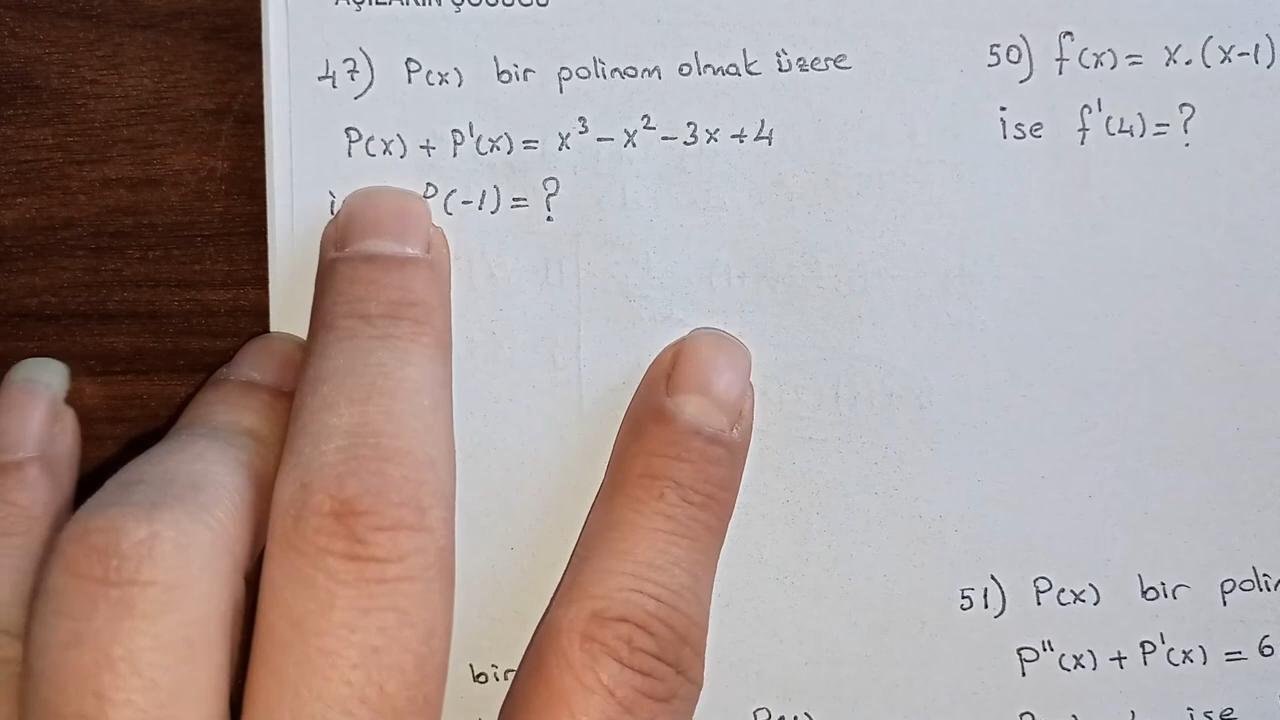 47) P(x) bir polinom olmak üzere
P(x) + P'(x) = x³ - x² - 3x + 4
P(-1) = ?
bir
50) f(x) = x.(x-1)
ise f'(4) = ?
51) P(x) bir
P''(x) + P'(x) = 6
ise